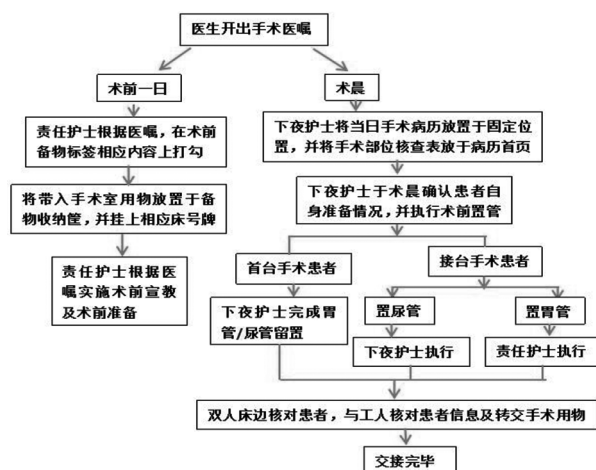 医生开出手术医嘱
术前一日
术晨
责任护士根据医嘱，在术前
备物标签相应内容上打勾
下夜护士将当日手术病历放置于固定位
置，并将手术部位核查表放于病历首页
将带入手术室用物放置于备
物收纳筐，并挂上相应床号牌
下夜护士于术晨确认患者自
身准备情况，并执行术前置管
责任护士根据医
嘱实施术前宣教
及术前准备
首台手术患者
接台手术患者
下夜护士完成胃
管/尿管留置
置尿管
置胃管
下夜护士执行
责任护士执行
双人床边核对患者，与工人核对患者信息及转交手术用物
交接完毕